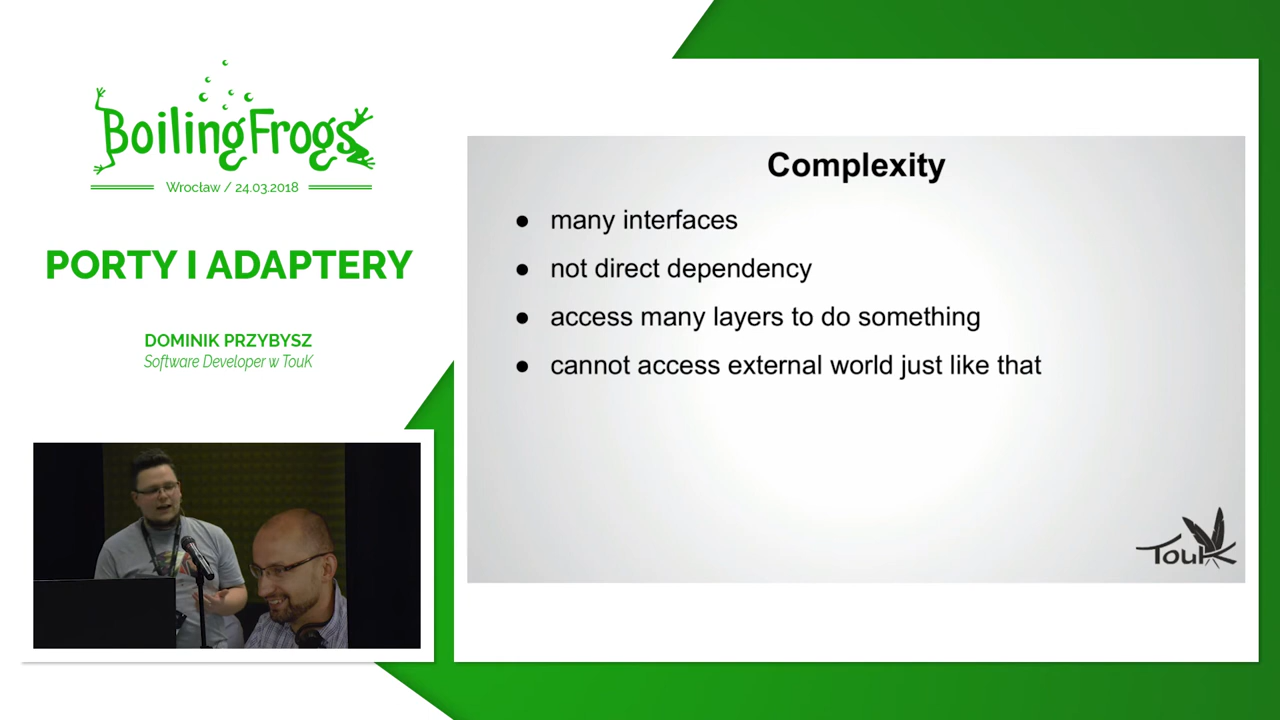 BoilingFrogs
Wrocław / 24.03.2018
PORTY I ADAPTERY
DOMINIK PRZYBYSZ
Software Developer w TouK
Complexity
● many interfaces
● not direct dependency
● access many layers to do something
● cannot access external world just like that
TouK